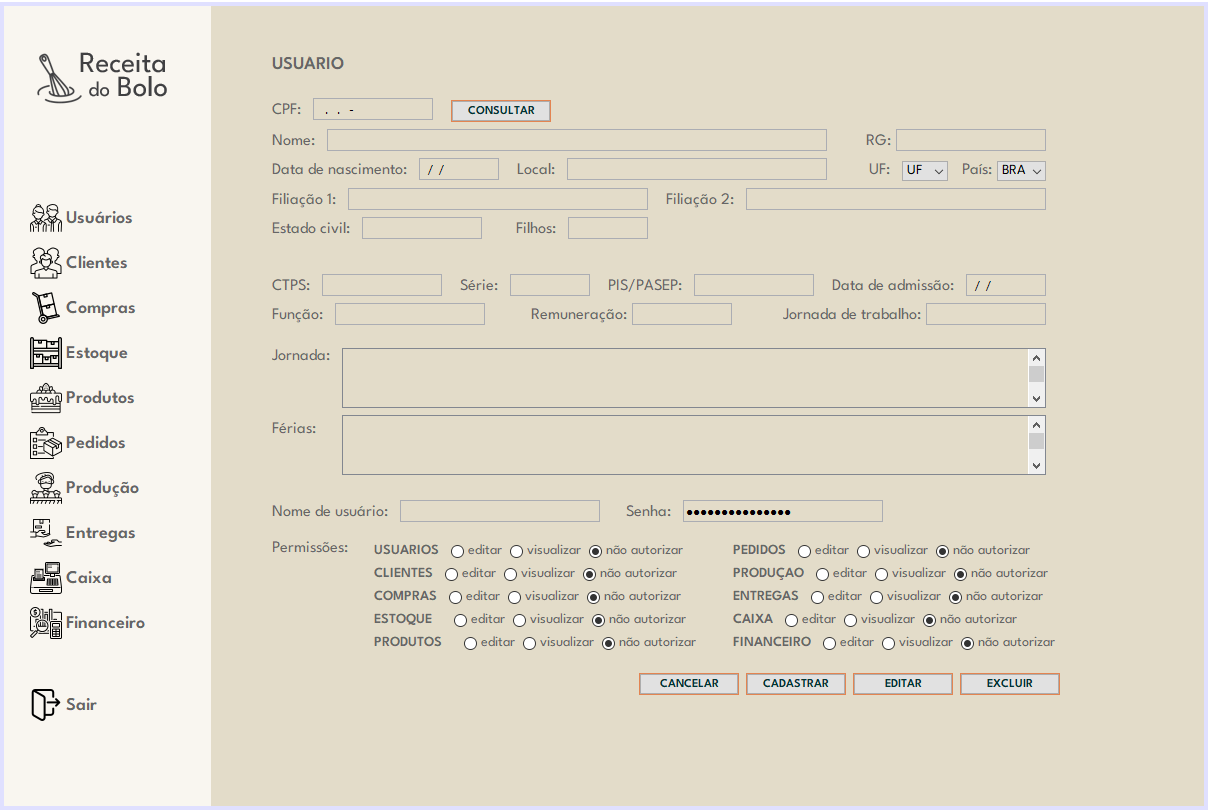 Receita
do Bolo
Usuários
Clientes
Compras
Estoque
Produtos
Pedidos
Produção
Entregas
Caixa
Financeiro
Sair
USUARIO
CPF: . . - CONSULTAR
Nome: RG:
Data de nascimento: / / Local: UF: UF País: BRA
Filiação 1: Filiação 2:
Estado civil: Filhos:
CTPS: Série: PIS/PASEP: Data de admissão: / /
Função: Remuneração: Jornada de trabalho:
Jornada:
Férias:
Nome de usuário: Senha: •••••••••••••••
Permissões: USUARIOS editar visualizar não autorizar PEDIDOS editar visualizar não autorizar
CLIENTES editar visualizar não autorizar PRODUÇAO editar visualizar não autorizar
COMPRAS editar visualizar não autorizar ENTREGAS editar visualizar não autorizar
ESTOQUE editar visualizar não autorizar CAIXA editar visualizar não autorizar
PRODUTOS editar visualizar não autorizar FINANCEIRO editar visualizar não autorizar
CANCELAR CADASTRAR EDITAR EXCLUIR